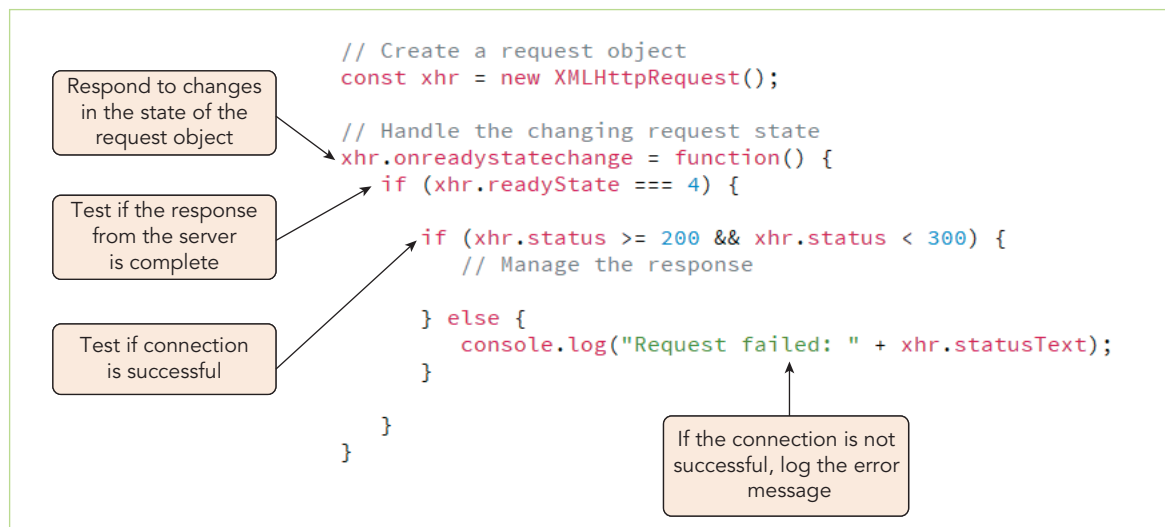 // Create a request object
const xhr = new XMLHttpRequest();
Respond to changes
in the state of the
request object
// Handle the changing request state
xhr.onreadystatechange = function() {
if (xhr.readyState === 4) {
Test if the response
from the server
is complete
if (xhr.status >= 200 && xhr.status < 300) {
// Manage the response
Test if connection
is successful
} else {
console.log("Request failed: " + xhr.statusText);
}
}
}
If the connection is not
successful, log the error
message